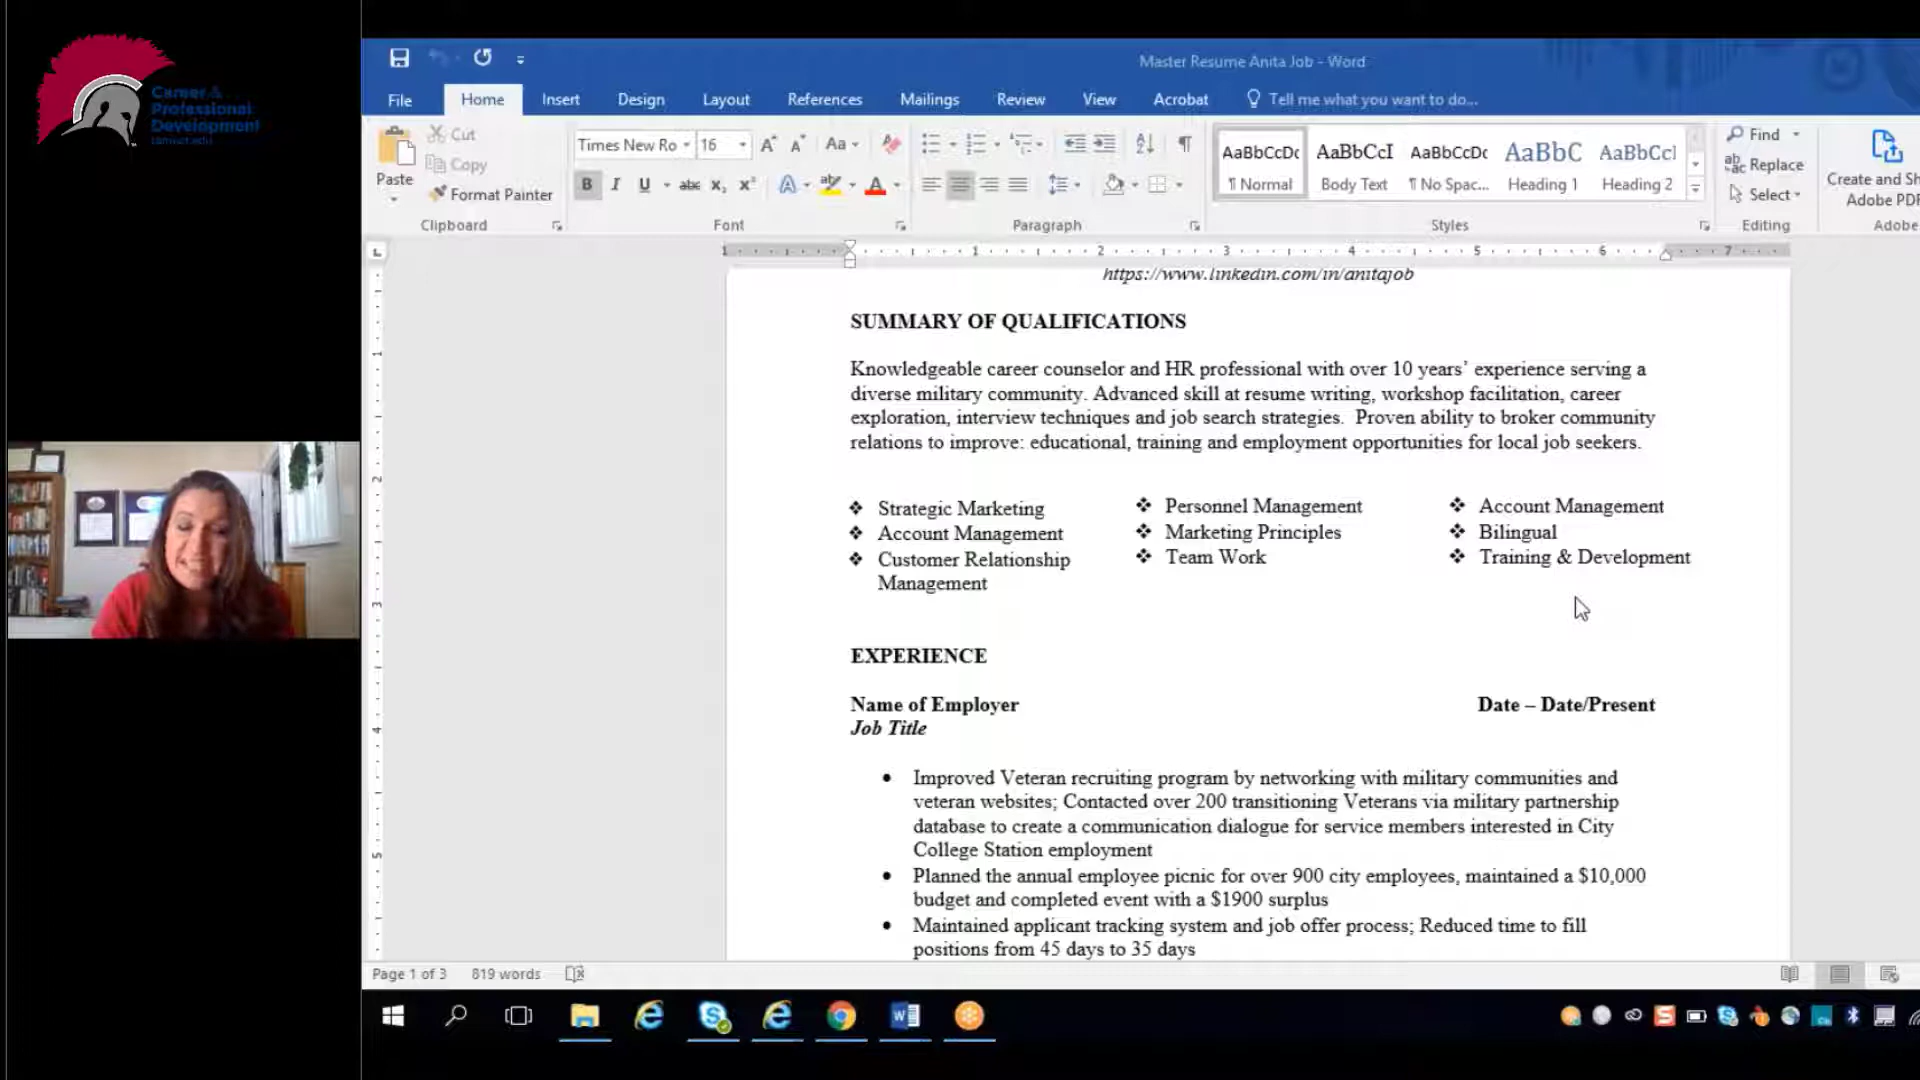 Career &
Professional
Development
Master Resume Anita Job - Word
File
Home
Insert
Design
Layout
References
Mailings
Review
View
Acrobat
Tell me what you want to do...
Paste
Cut
Copy
Format Painter
Clipboard
Times New Ro
16
Font
Paragraph
AaBbCcDc
¶ Normal
AaBbCcI
Body Text
AaBbCcDc
¶ No Spac...
AaBbC
Heading 1
AaBbCcI
Heading 2
Styles
Find
Replace
Select
Editing
Create and Sh
Adobe PDF
Adobe
1 1 2 3 4 5 6 7
https://www.linkedin.com/in/anitajob
SUMMARY OF QUALIFICATIONS
Knowledgeable career counselor and HR professional with over 10 years’ experience serving a
diverse military community. Advanced skill at resume writing, workshop facilitation, career
exploration, interview techniques and job search strategies. Proven ability to broker community
relations to improve: educational, training and employment opportunities for local job seekers.
❖ Strategic Marketing
❖ Account Management
❖ Customer Relationship
Management
❖ Personnel Management
❖ Marketing Principles
❖ Team Work
❖ Account Management
❖ Bilingual
❖ Training & Development
EXPERIENCE
Name of Employer Date – Date/Present
Job Title
• Improved Veteran recruiting program by networking with military communities and
veteran websites; Contacted over 200 transitioning Veterans via military partnership
database to create a communication dialogue for service members interested in City
College Station employment
• Planned the annual employee picnic for over 900 city employees, maintained a $10,000
budget and completed event with a $1900 surplus
• Maintained applicant tracking system and job offer process; Reduced time to fill
positions from 45 days to 35 days
Page 1 of 3 819 words